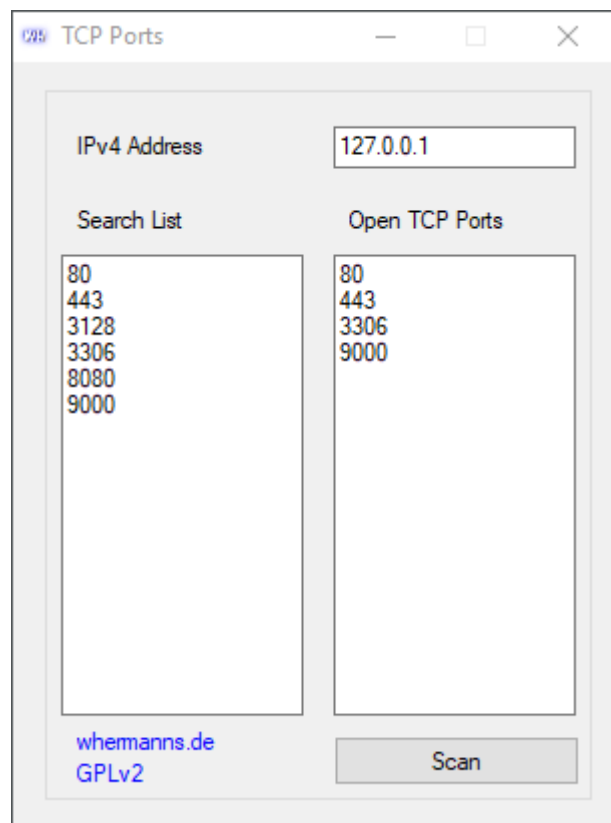 TCP Ports
IPv4 Address
127.0.0.1
Search List
Open TCP Ports
80
443
3128
3306
8080
9000
80
443
3306
9000
whermanns.de
GPLv2
Scan